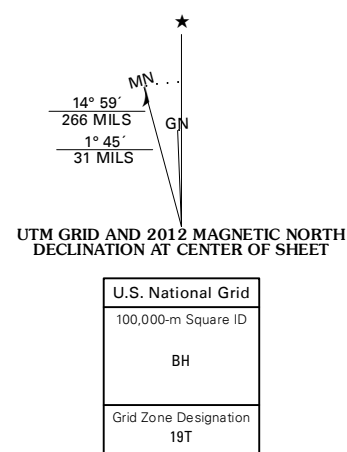 ★
MN
14° 59´
266 MILS
GN
1° 45´
31 MILS
UTM GRID AND 2012 MAGNETIC NORTH
DECLINATION AT CENTER OF SHEET
U.S. National Grid
100,000-m Square ID
BH
Grid Zone Designation
19T